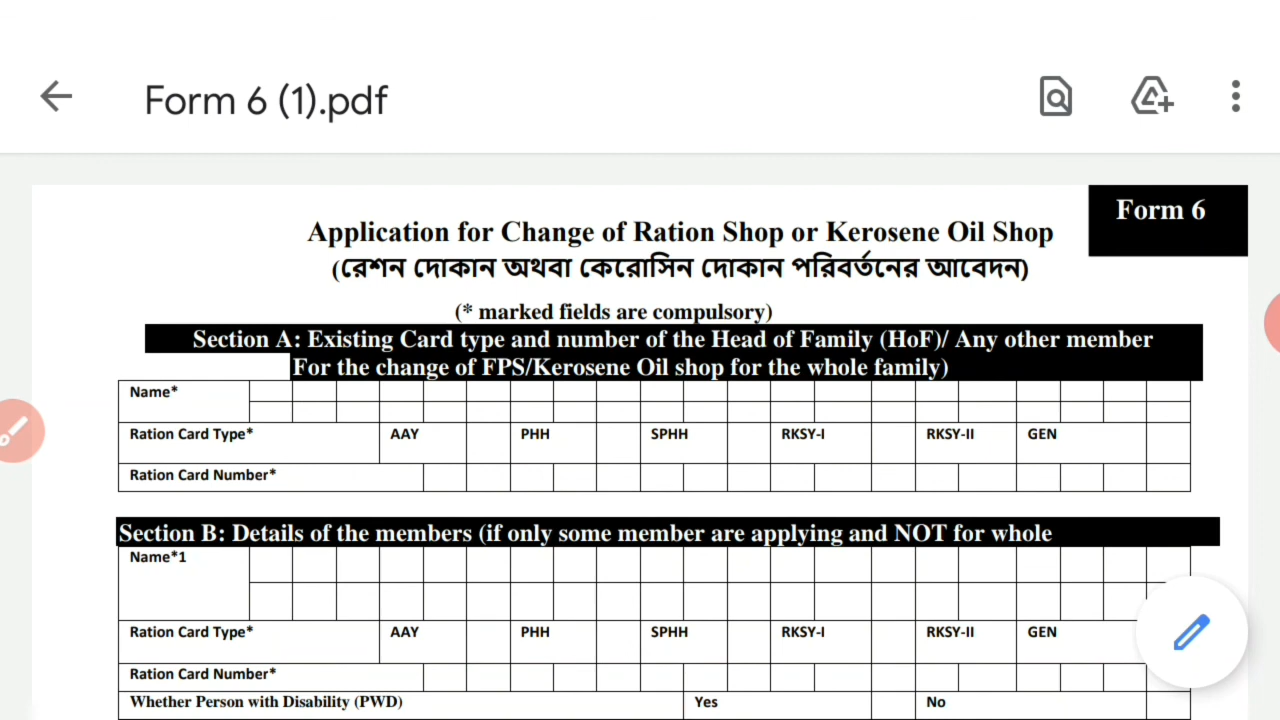 Form 6 (1).pdf
Form 6
Application for Change of Ration Shop or Kerosene Oil Shop
(রেশন দোকান অথবা কেরোসিন দোকান পরিবর্তনের আবেদন)
(* marked fields are compulsory)
Section A: Existing Card type and number of the Head of Family (HoF)/ Any other member
For the change of FPS/Kerosene Oil shop for the whole family)
Name*
Ration Card Type* AAY PHH SPHH RKSY-I RKSY-II GEN
Ration Card Number*
Section B: Details of the members (if only some member are applying and NOT for whole
Name*1
Ration Card Type* AAY PHH SPHH RKSY-I RKSY-II GEN
Ration Card Number*
Whether Person with Disability (PWD) Yes No